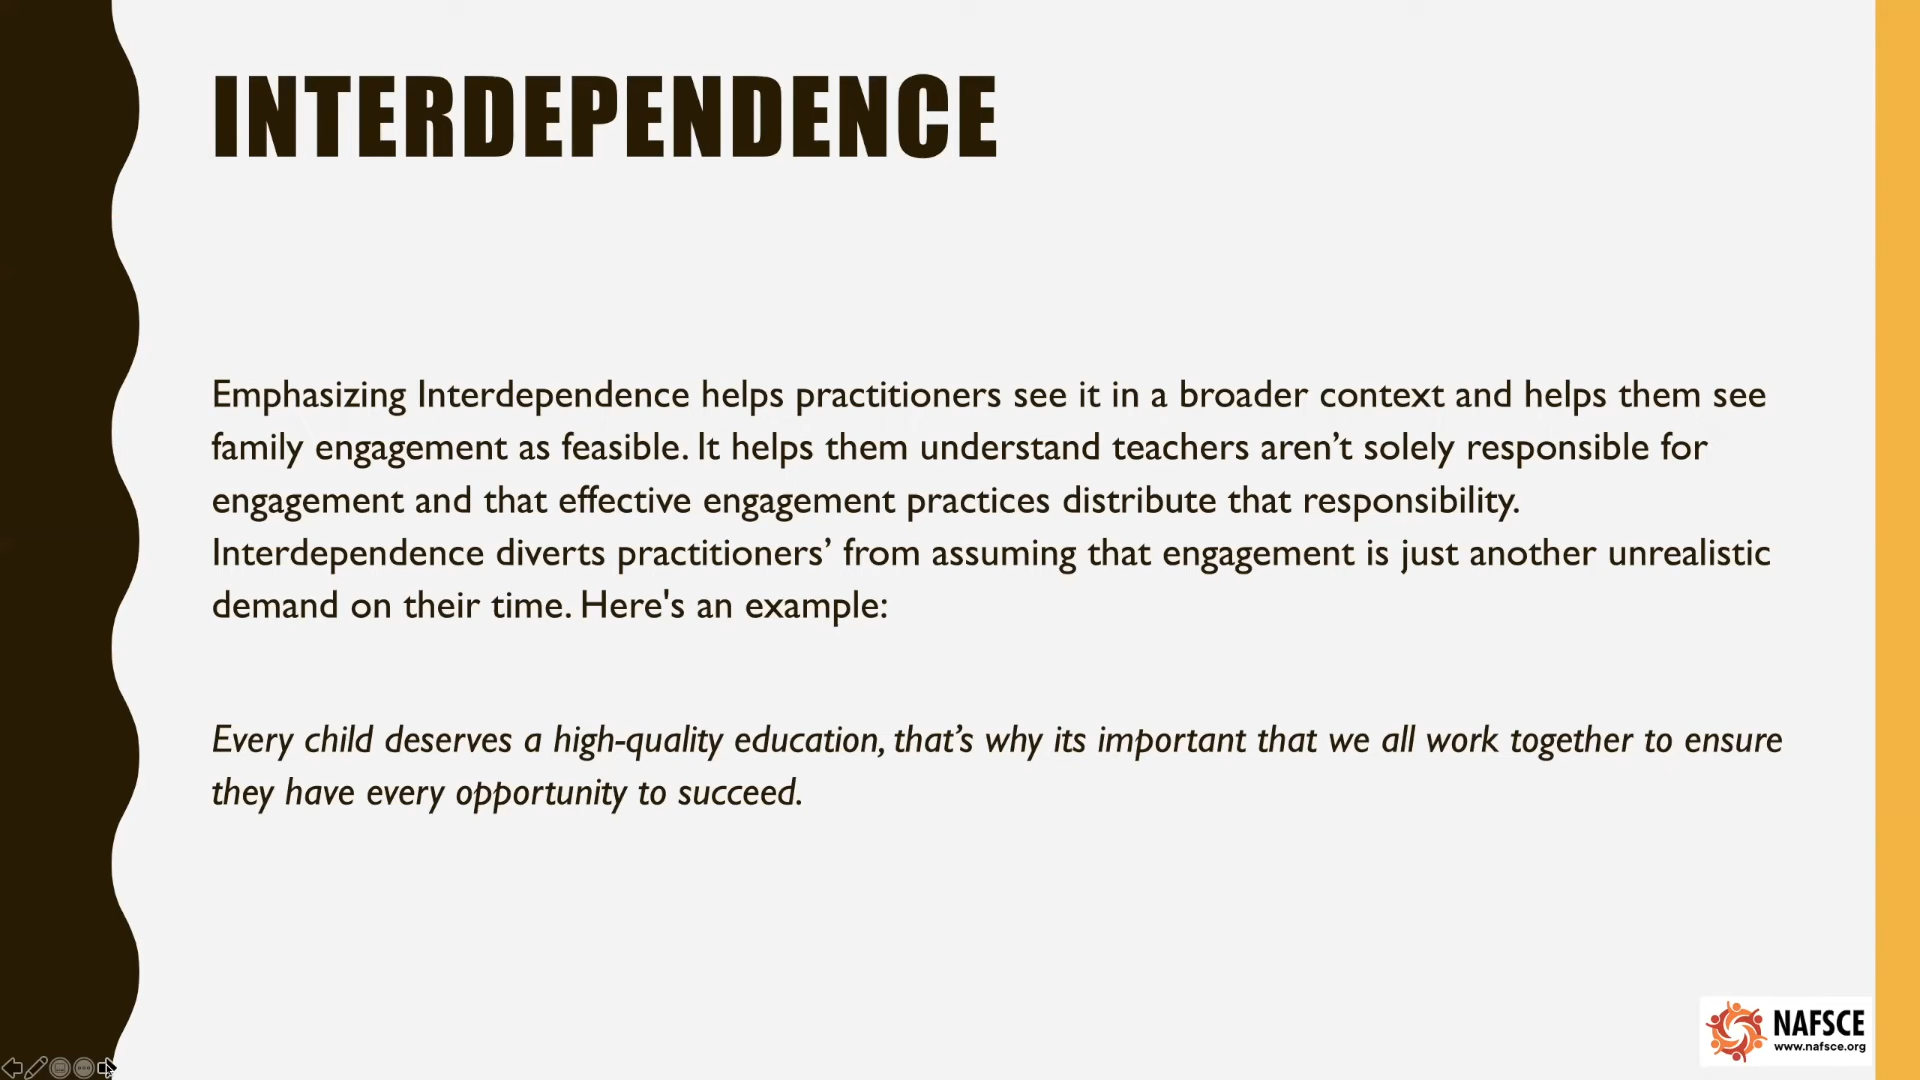 INTERDEPENDENCE
Emphasizing Interdependence helps practitioners see it in a broader context and helps them see
family engagement as feasible. It helps them understand teachers aren’t solely responsible for
engagement and that effective engagement practices distribute that responsibility.
Interdependence diverts practitioners’ from assuming that engagement is just another unrealistic
demand on their time. Here's an example:
Every child deserves a high-quality education, that’s why its important that we all work together to ensure
they have every opportunity to succeed.
NAFSCE
www.nafsce.org